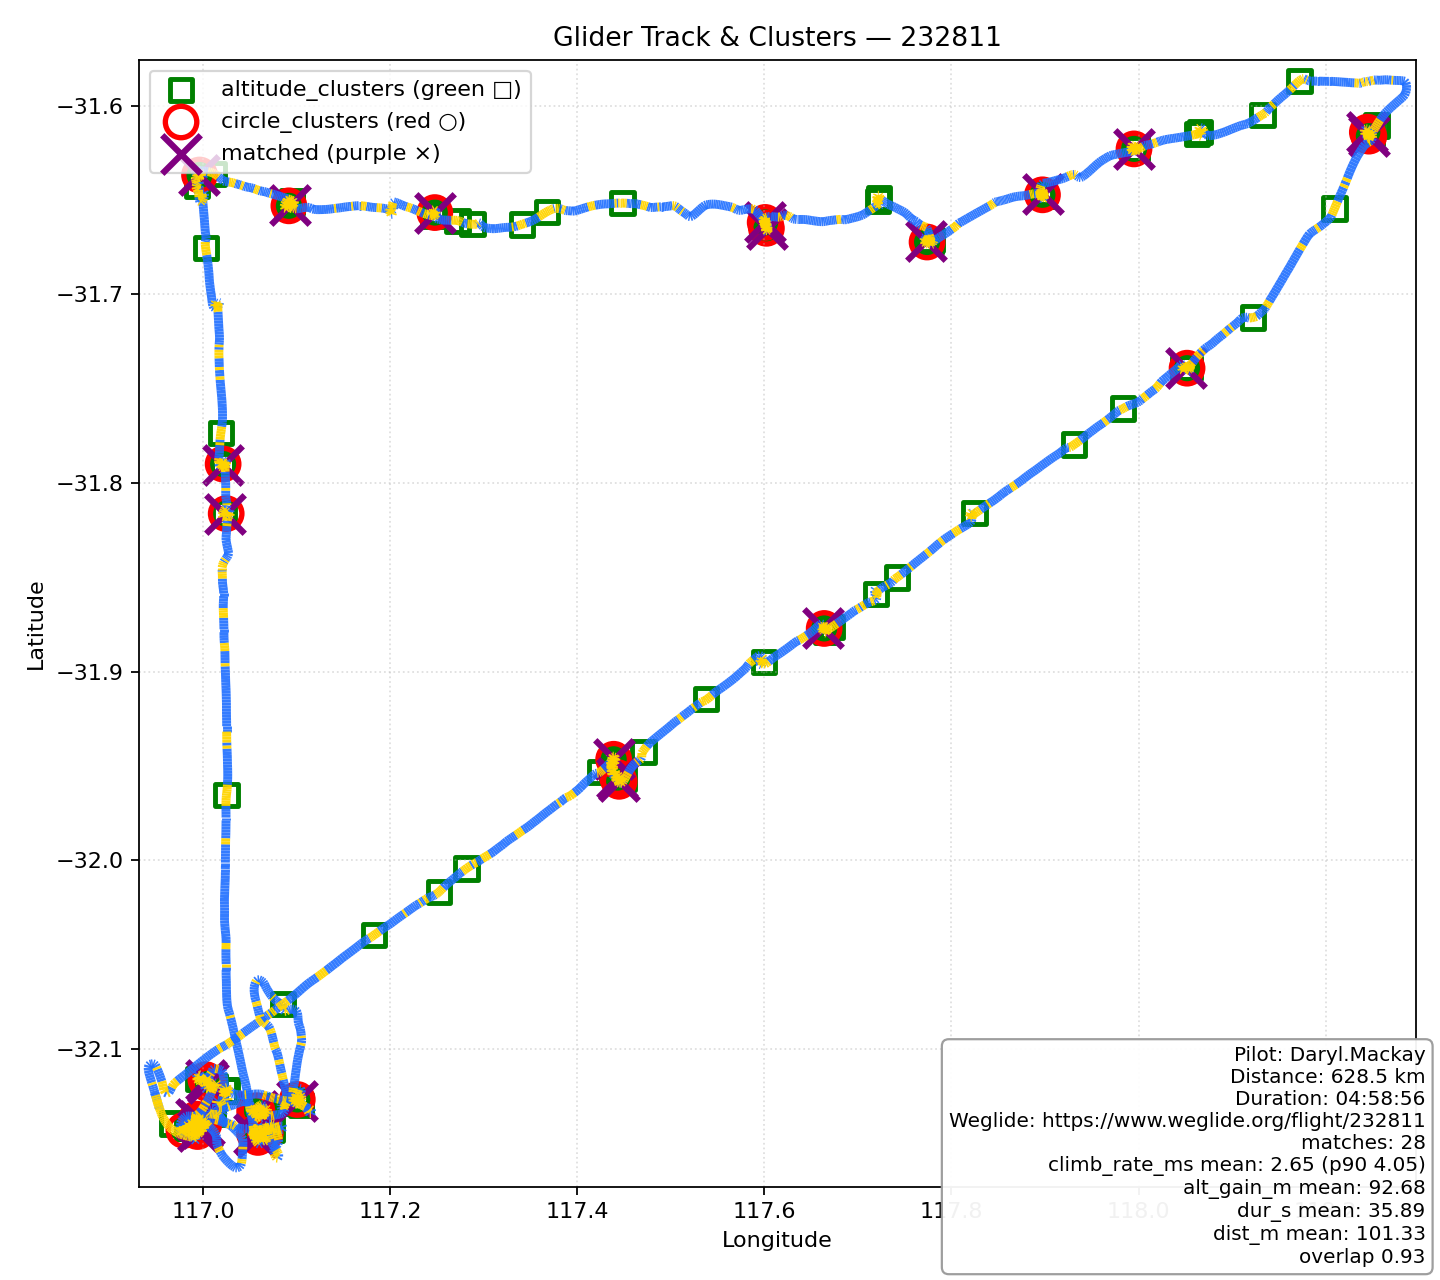 Glider Track & Clusters — 232811
altitude_clusters (green □)
circle_clusters (red ○)
matched (purple ×)
−31.6
−31.7
−31.8
−31.9
−32.0
−32.1
Latitude
117.0
117.2
117.4
117.6
117.8
118.0
Longitude
Pilot: Daryl.Mackay
Distance: 628.5 km
Duration: 04:58:56
Weglide: https://www.weglide.org/flight/232811
matches: 28
climb_rate_ms mean: 2.65 (p90 4.05)
alt_gain_m mean: 92.68
dur_s mean: 35.89
dist_m mean: 101.33
overlap 0.93